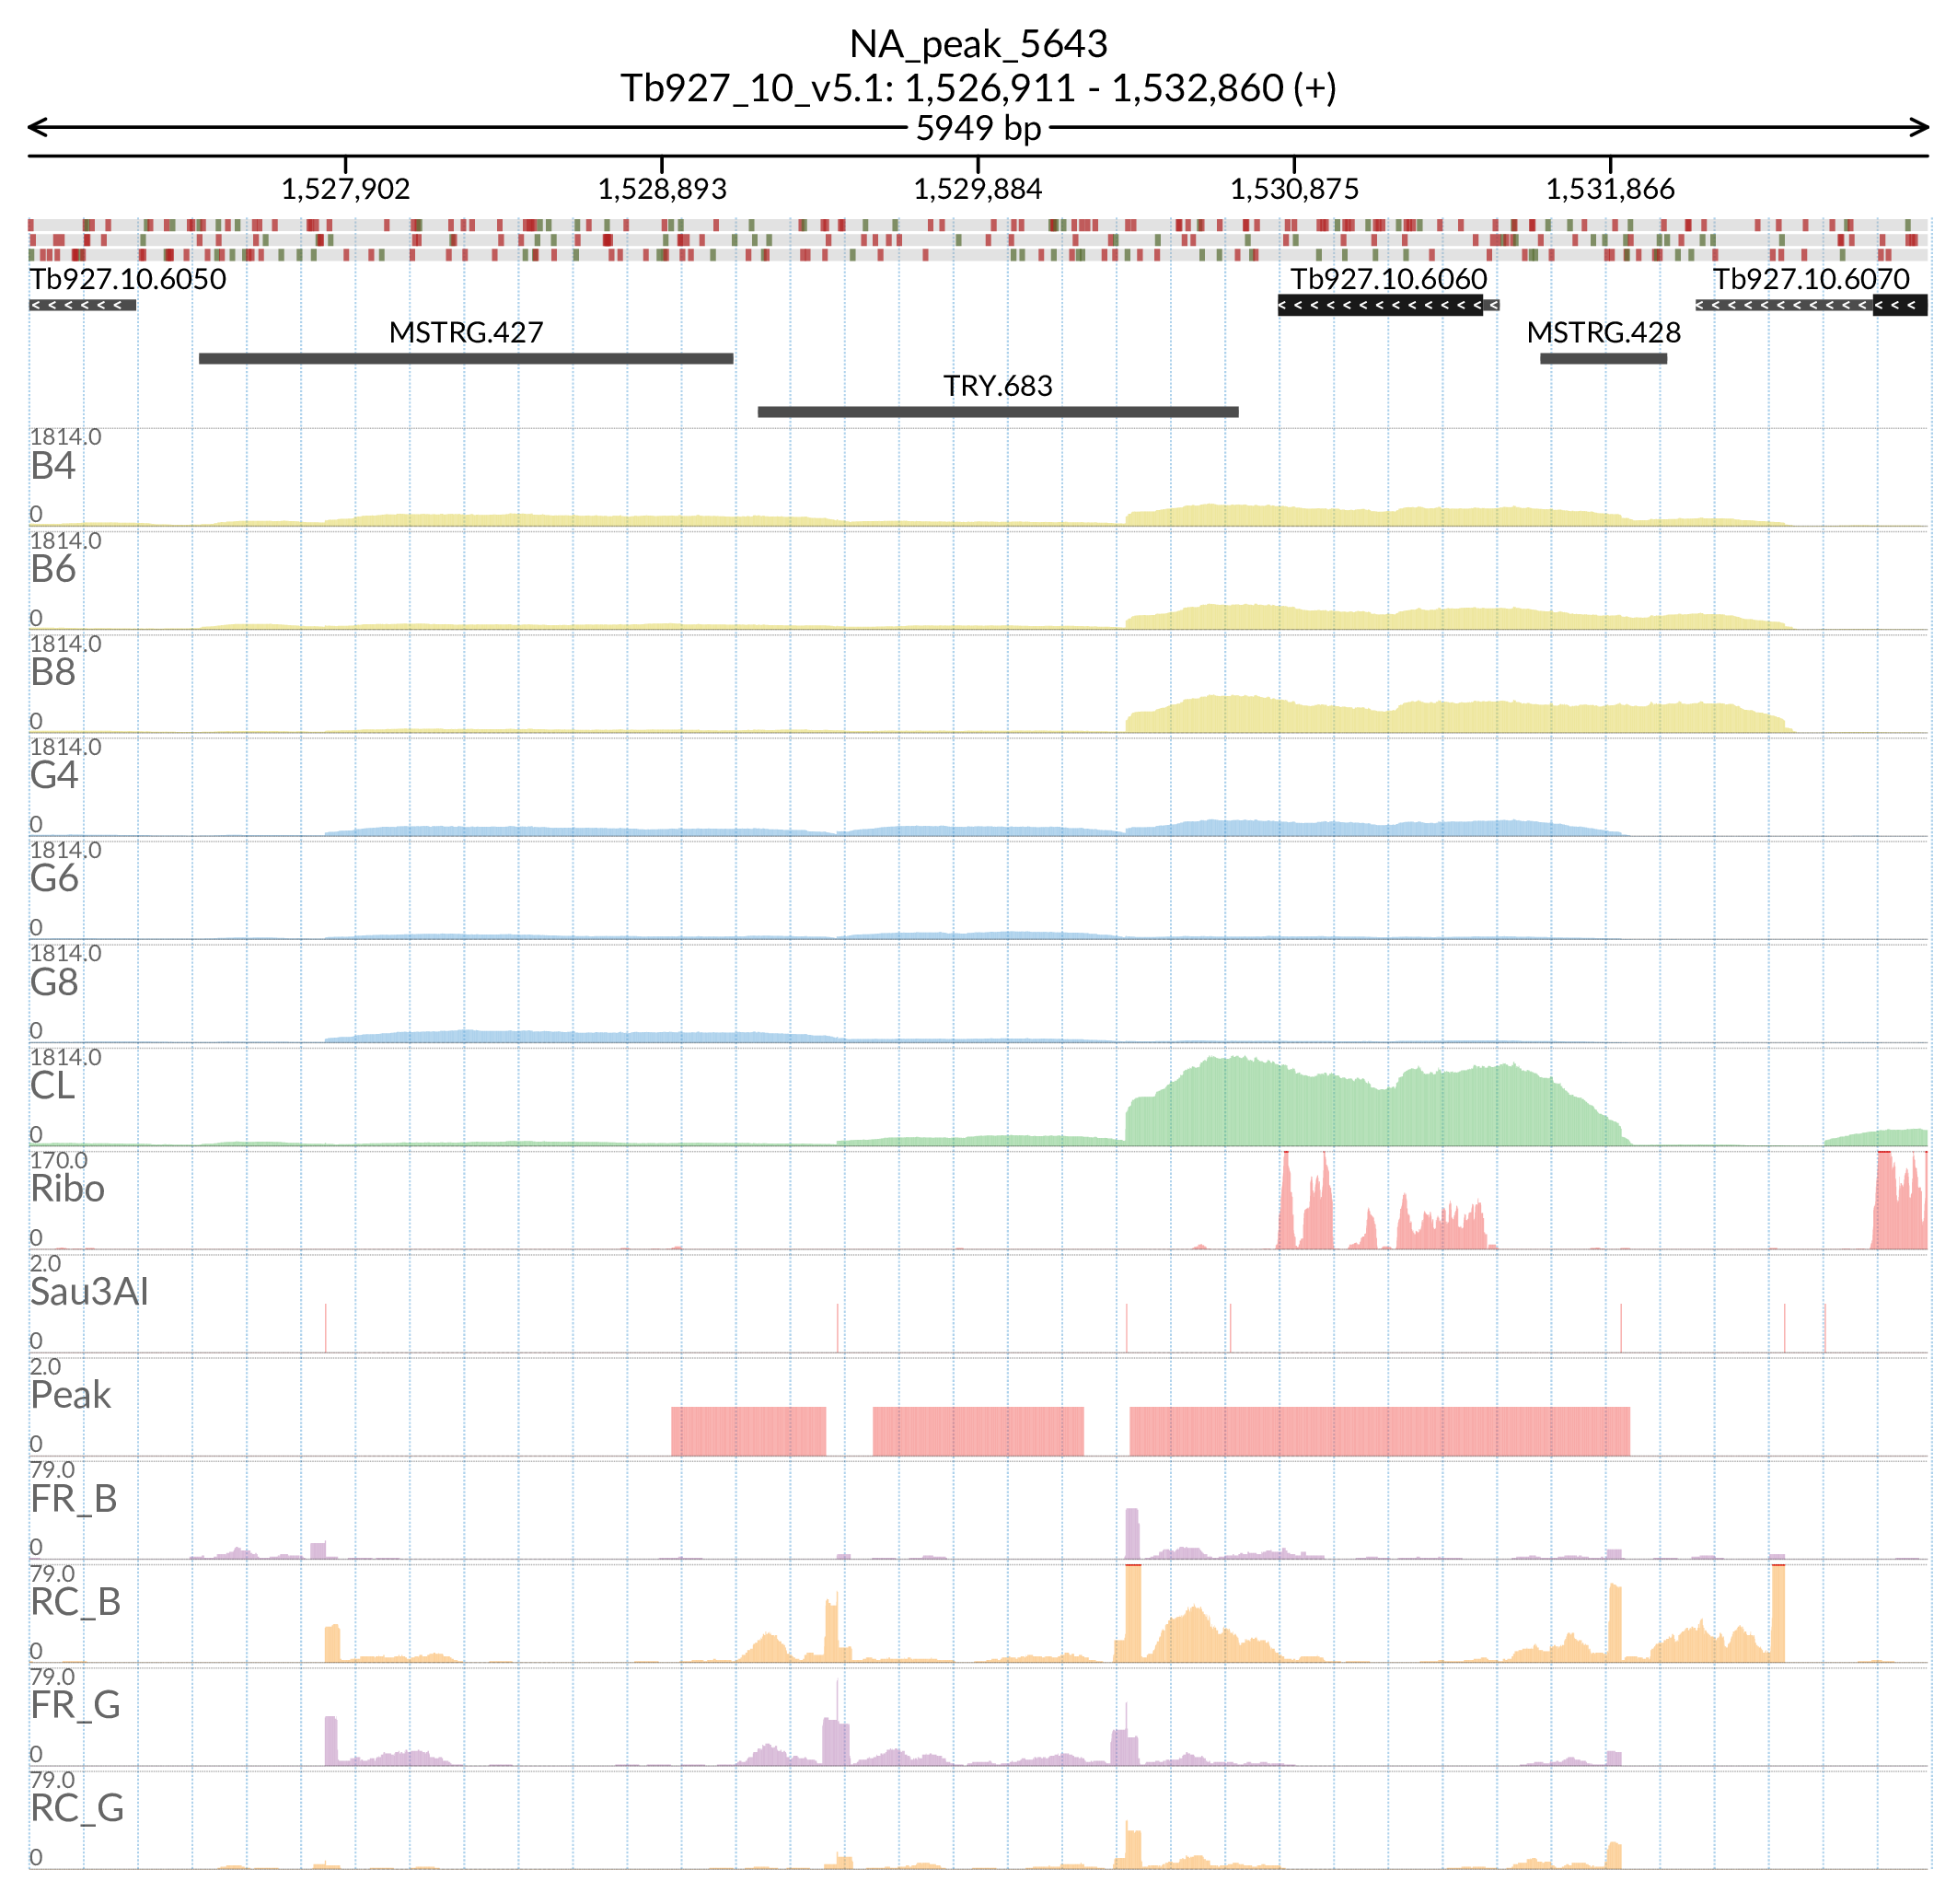 NA_peak_5643
Tb927_10_v5.1: 1,526,911 - 1,532,860 (+)
5949 bp
1,527,902 1,528,893 1,529,884 1,530,875 1,531,866
Tb927.10.6050 Tb927.10.6060 Tb927.10.6070
MSTRG.427 MSTRG.428
TRY.683
1814.0
B4
0
1814.0
B6
0
1814.0
B8
0
1814.0
G4
0
1814.0
G6
0
1814.0
G8
0
1814.0
CL
0
170.0
Ribo
0
2.0
Sau3AI
0
2.0
Peak
0
79.0
FR_B
0
79.0
RC_B
0
79.0
FR_G
0
79.0
RC_G
0